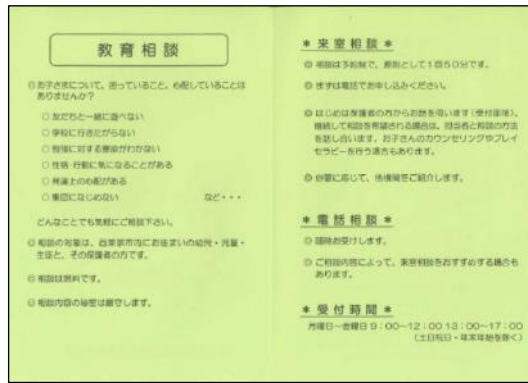 教育相談
◎お子さまについて、困っていること、心配していることは
ありませんか？
○友だちと一緒に遊べない
○学校に行きたがらない
○勉強に対する意欲がわかない
○性格・行動に気になることがある
○発達上の心配がある
○集団になじめない　など・・・
どんなことでも気軽にご相談下さい。
◎相談の対象は、西東京市内にお住まいの幼児・児童・
生徒と、その保護者の方です。
◎相談は無料です。
◎相談内容の秘密は厳守します。
＊来室相談＊
◎相談は予約制で、原則として1回50分です。
◎まずは電話でお申し込みください。
◎はじめは保護者の方からお話を伺います（受付面接）。
継続して相談を希望される場合は、担当者と相談の方法
を話し合います。お子さんのカウンセリングやプレイ
セラピーを行う場合もあります。
◎必要に応じて、他機関をご紹介します。
＊電話相談＊
◎随時お受けします。
◎ご相談内容によって、来室相談をおすすめする場合も
あります。
＊受付時間＊
月曜日～金曜日 9：00～12：00 13：00～17：00
（土日祝日・年末年始を除く）